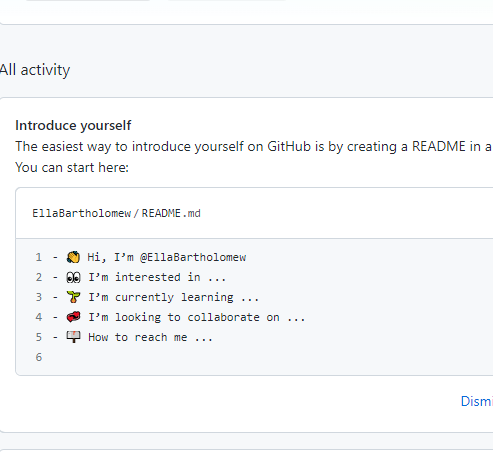 All activity
Introduce yourself
The easiest way to introduce yourself on GitHub is by creating a README in a
You can start here:
EllaBartholomew / README.md
1 - 👋 Hi, I’m @EllaBartholomew
2 - 👀 I’m interested in ...
3 - 🌱 I’m currently learning ...
4 - 💞️ I’m looking to collaborate on ...
5 - 📫 How to reach me ...
6
Dismi